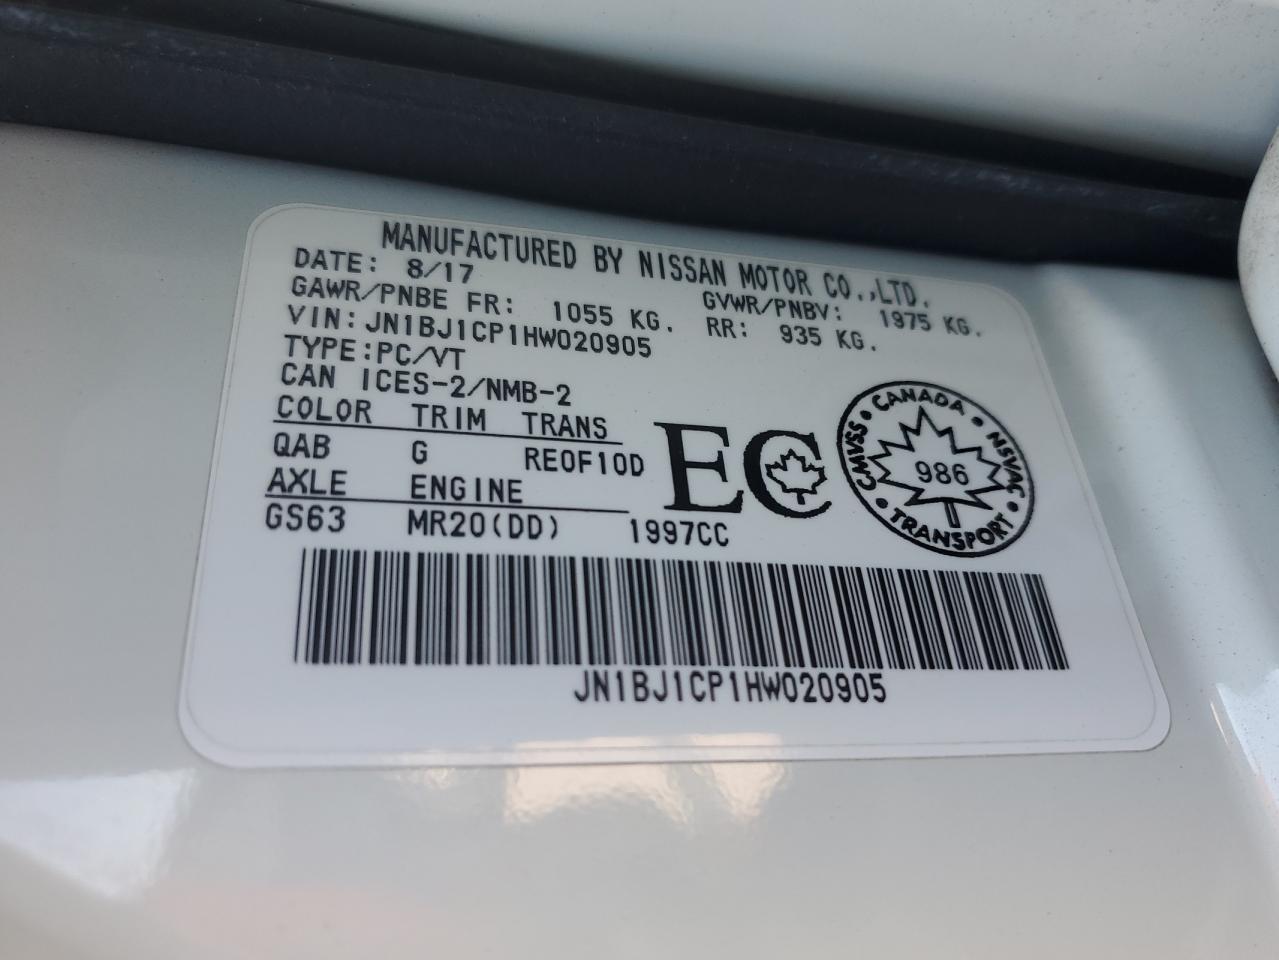 MANUFACTURED BY NISSAN MOTOR CO.,LTD.
DATE: 8/17 GVWR/PNBV: 1975 KG.
GAWR/PNBE FR: 1055 KG. RR: 935 KG.
VIN:JN1BJ1CP1HW020905
TYPE:PC/VT
CAN ICES-2/NMB-2
COLOR TRIM TRANS
QAB G RE0F10D
AXLE ENGINE
GS63 MR20(DD) 1997CC
EC
CANADA
CMVSS 986 NSVAC
TRANSPORT
JN1BJ1CP1HW020905